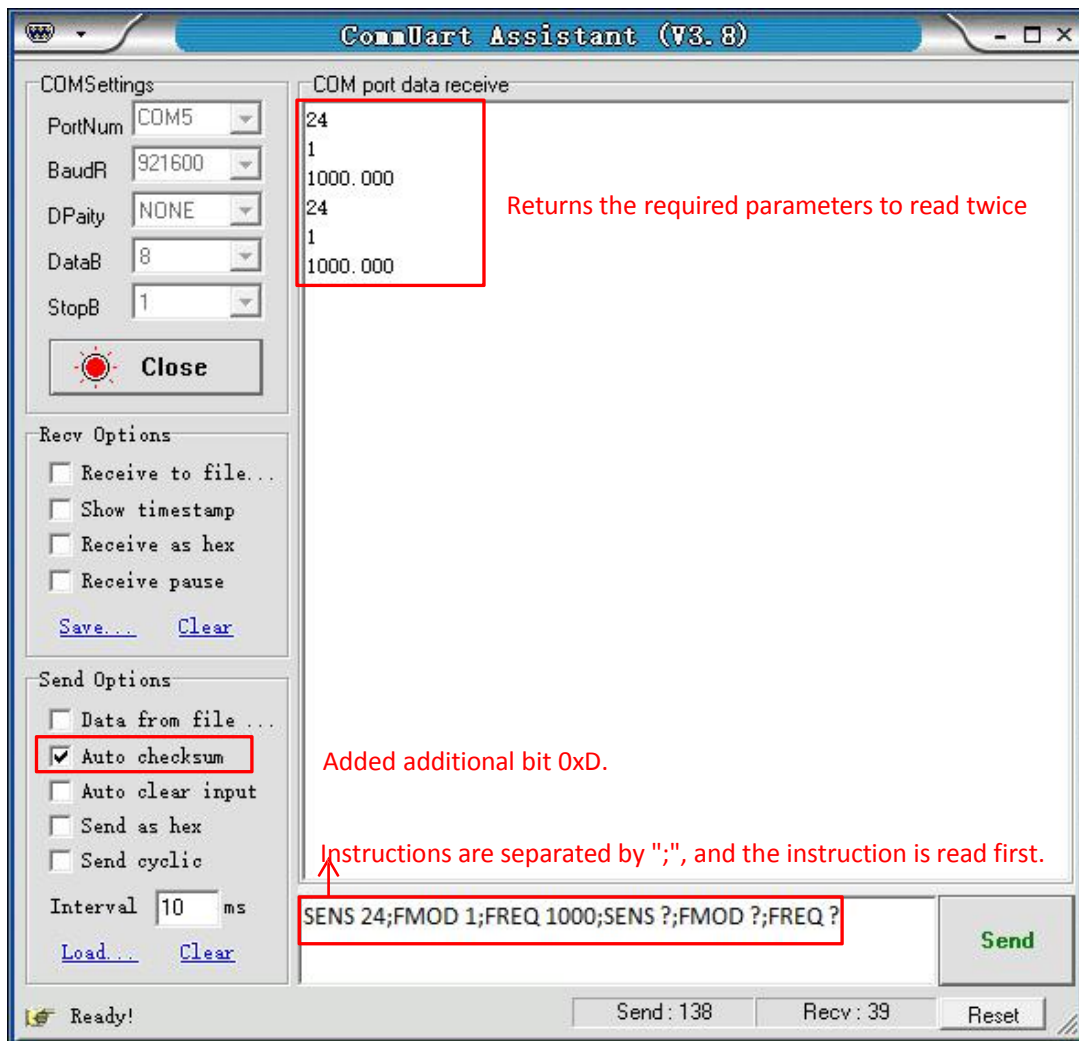 CommUart Assistant (V3.8)
COMSettings
PortNum COM5
BaudR 921600
DPaity NONE
DataB 8
StopB 1
Close
Recv Options
Receive to file...
Show timestamp
Receive as hex
Receive pause
Save... Clear
Send Options
Data from file ...
Auto checksum
Auto clear input
Send as hex
Send cyclic
Interval 10 ms
Load... Clear
COM port data receive
24
1
1000.000
24
1
1000.000
Returns the required parameters to read twice
Added additional bit 0xD.
Instructions are separated by ";", and the instruction is read first.
SENS 24;FMOD 1;FREQ 1000;SENS ?;FMOD ?;FREQ ?
Send
Ready!
Send : 138
Recv : 39
Reset